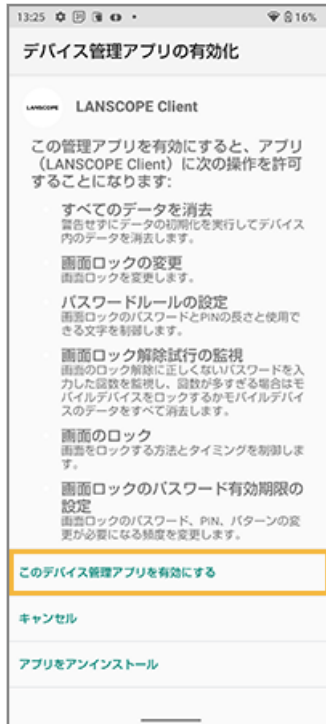 13:25 16%
デバイス管理アプリの有効化
LANSCOPE LANSCOPE Client
この管理アプリを有効にすると、アプリ
（LANSCOPE Client）に次の操作を許可
することになります:
すべてのデータを消去
警告せずにデータの初期化を実行してデバイス
内のデータを消去します。
画面ロックの変更
画面ロックを変更します。
パスワードルールの設定
画面ロックのパスワードとPINの長さと使用で
きる文字を制御します。
画面ロック解除試行の監視
画面のロック解除に正しくないパスワードを入
力した回数を監視し、回数が多すぎる場合はモ
バイルデバイスをロックするかモバイルデバイ
スのデータをすべて消去します。
画面のロック
画面をロックする方法とタイミングを制御しま
す。
画面ロックのパスワード有効期限の
設定
画面ロックのパスワード、PIN、パターンの変
更が必要になる頻度を変更します。
このデバイス管理アプリを有効にする
キャンセル
アプリをアンインストール